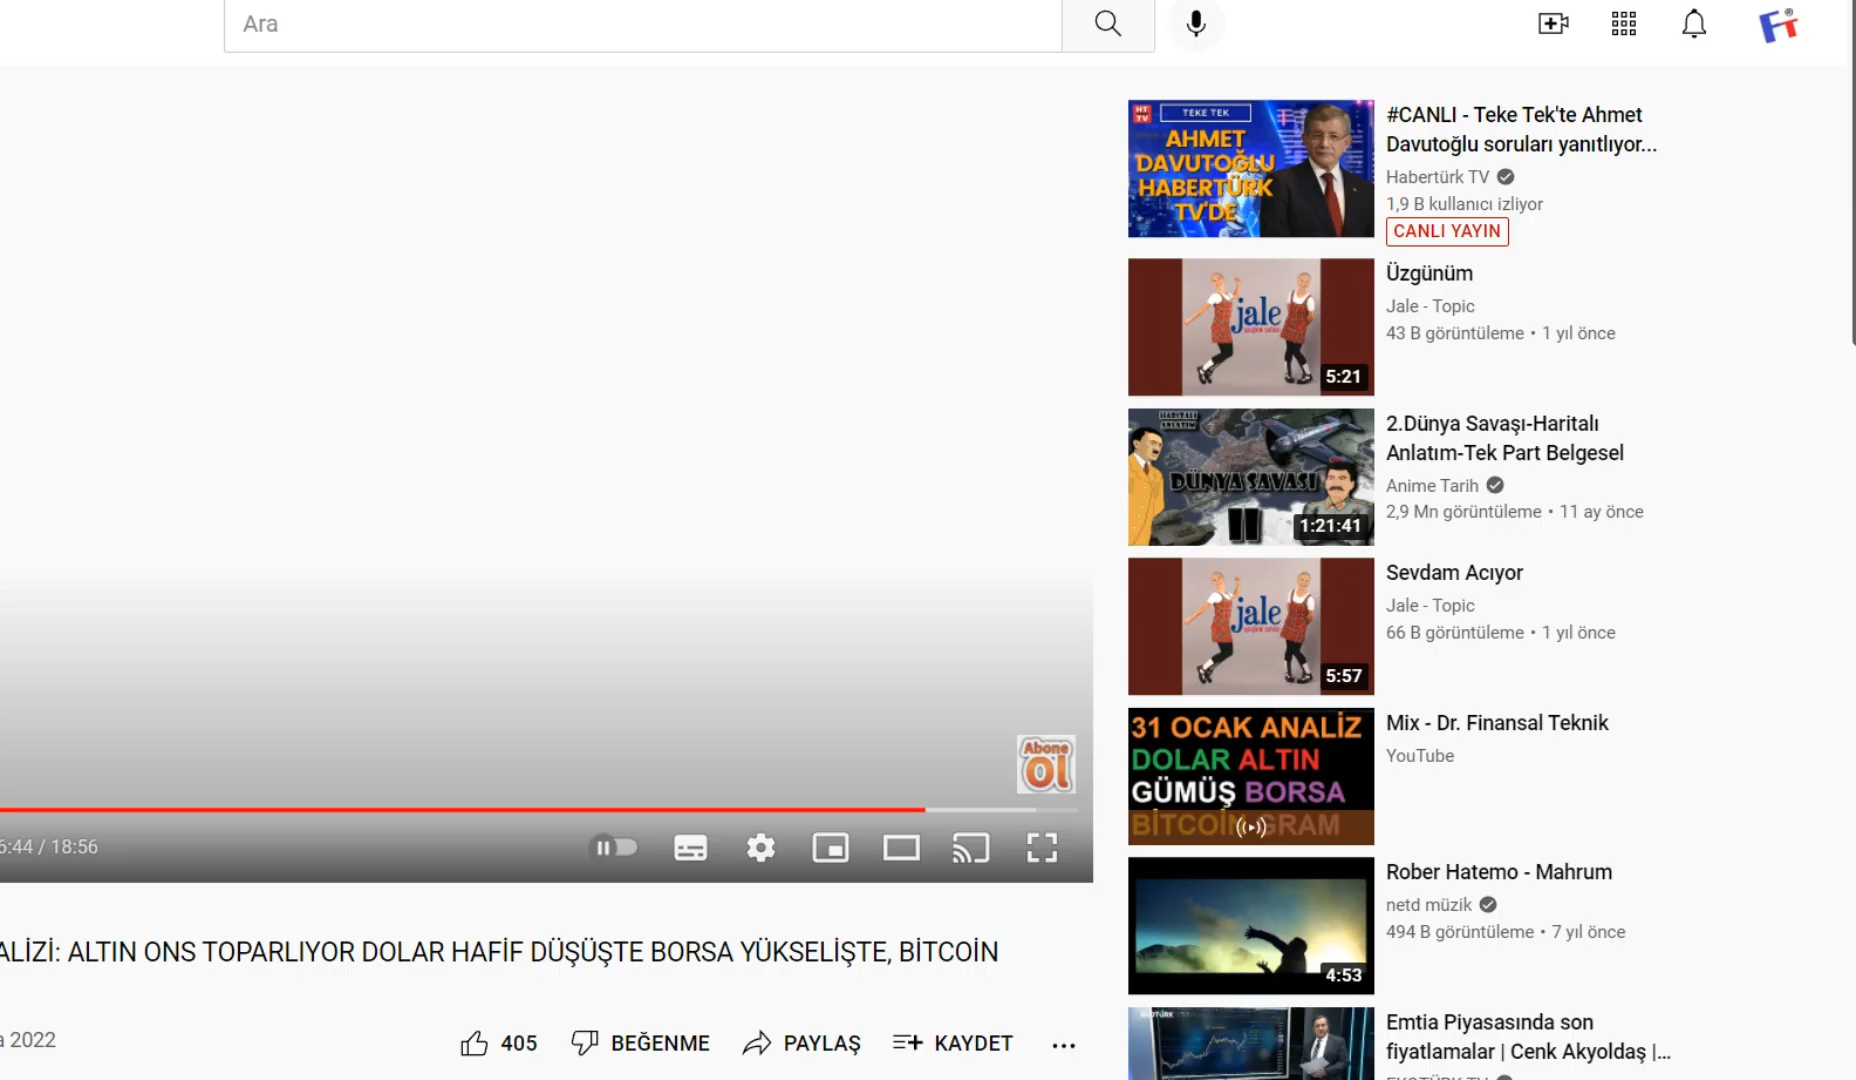 Ara
HT
TV
TEKE TEK
AHMET
DAVUTOĞLU
HABERTÜRK
TV'DE
#CANLI - Teke Tek'te Ahmet
Davutoğlu soruları yanıtlıyor...
Habertürk TV
1,9 B kullanıcı izliyor
CANLI YAYIN
jale
5:21
Üzgünüm
Jale - Topic
43 B görüntüleme • 1 yıl önce
HARİTALI
ANLATIM
DÜNYA SAVAŞI
II
1:21:41
2.Dünya Savaşı-Haritalı
Anlatım-Tek Part Belgesel
Anime Tarih
2,9 Mn görüntüleme • 11 ay önce
jale
5:57
Sevdam Acıyor
Jale - Topic
66 B görüntüleme • 1 yıl önce
31 OCAK ANALİZ
DOLAR ALTIN
GÜMÜŞ BORSA
BİTCOİN GRAM
Mix - Dr. Finansal Teknik
YouTube
4:53
Rober Hatemo - Mahrum
netd müzik
494 B görüntüleme • 7 yıl önce
EKOTÜRK
Emtia Piyasasında son
fiyatlamalar | Cenk Akyoldaş |...
EKOTÜRK TV
Abone
Ol
6:44 / 18:56
ALİZİ: ALTIN ONS TOPARLIYOR DOLAR HAFİF DÜŞÜŞTE BORSA YÜKSELİŞTE, BİTCOİN
2022
405 BEĞENME PAYLAŞ KAYDET ...